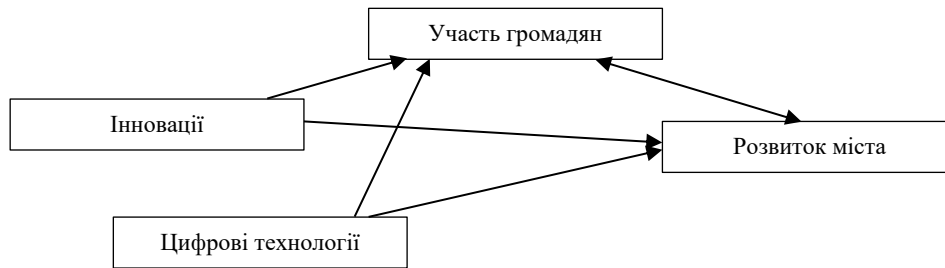 Участь громадян
Інновації
Розвиток міста
Цифрові технології